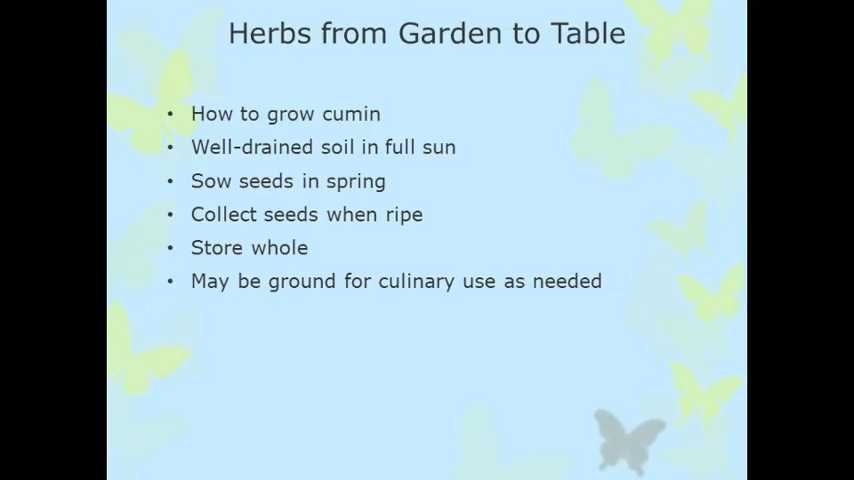 Herbs from Garden to Table
• How to grow cumin
• Well-drained soil in full sun
• Sow seeds in spring
• Collect seeds when ripe
• Store whole
• May be ground for culinary use as needed